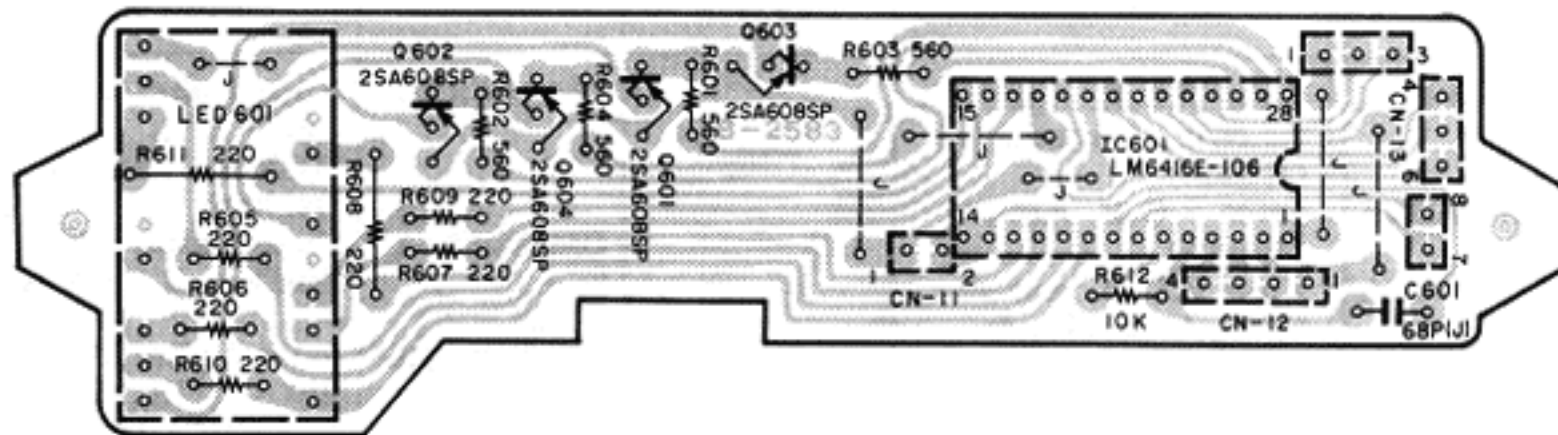 Q602
2SA608SP
J
LED601
R611 220
R605
220
R606
220
R610 220
R608
220
R602 560
R609 220
R607 220
2SA608SP
Q604
R604 560
2SA608SP
Q601
R601 560
Q603
2SA608SP
R603 560
-2583
J
J
15
28
IC601
LM6416E-106
J
14
1
1
2
CN-11
R612
10K
4
1
CN-12
J
J
1
3
4
CN-13
6
8
7
C601
68P(J)